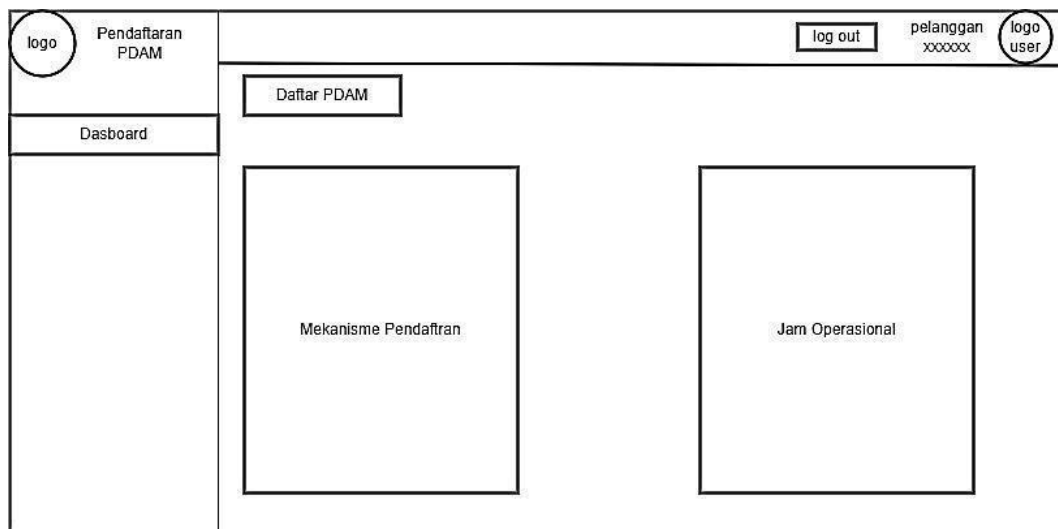 logo
Pendaftaran
PDAM
log out
pelanggan
xxxxxx
logo
user
Daftar PDAM
Dasboard
Mekanisme Pendaftran
Jam Operasional